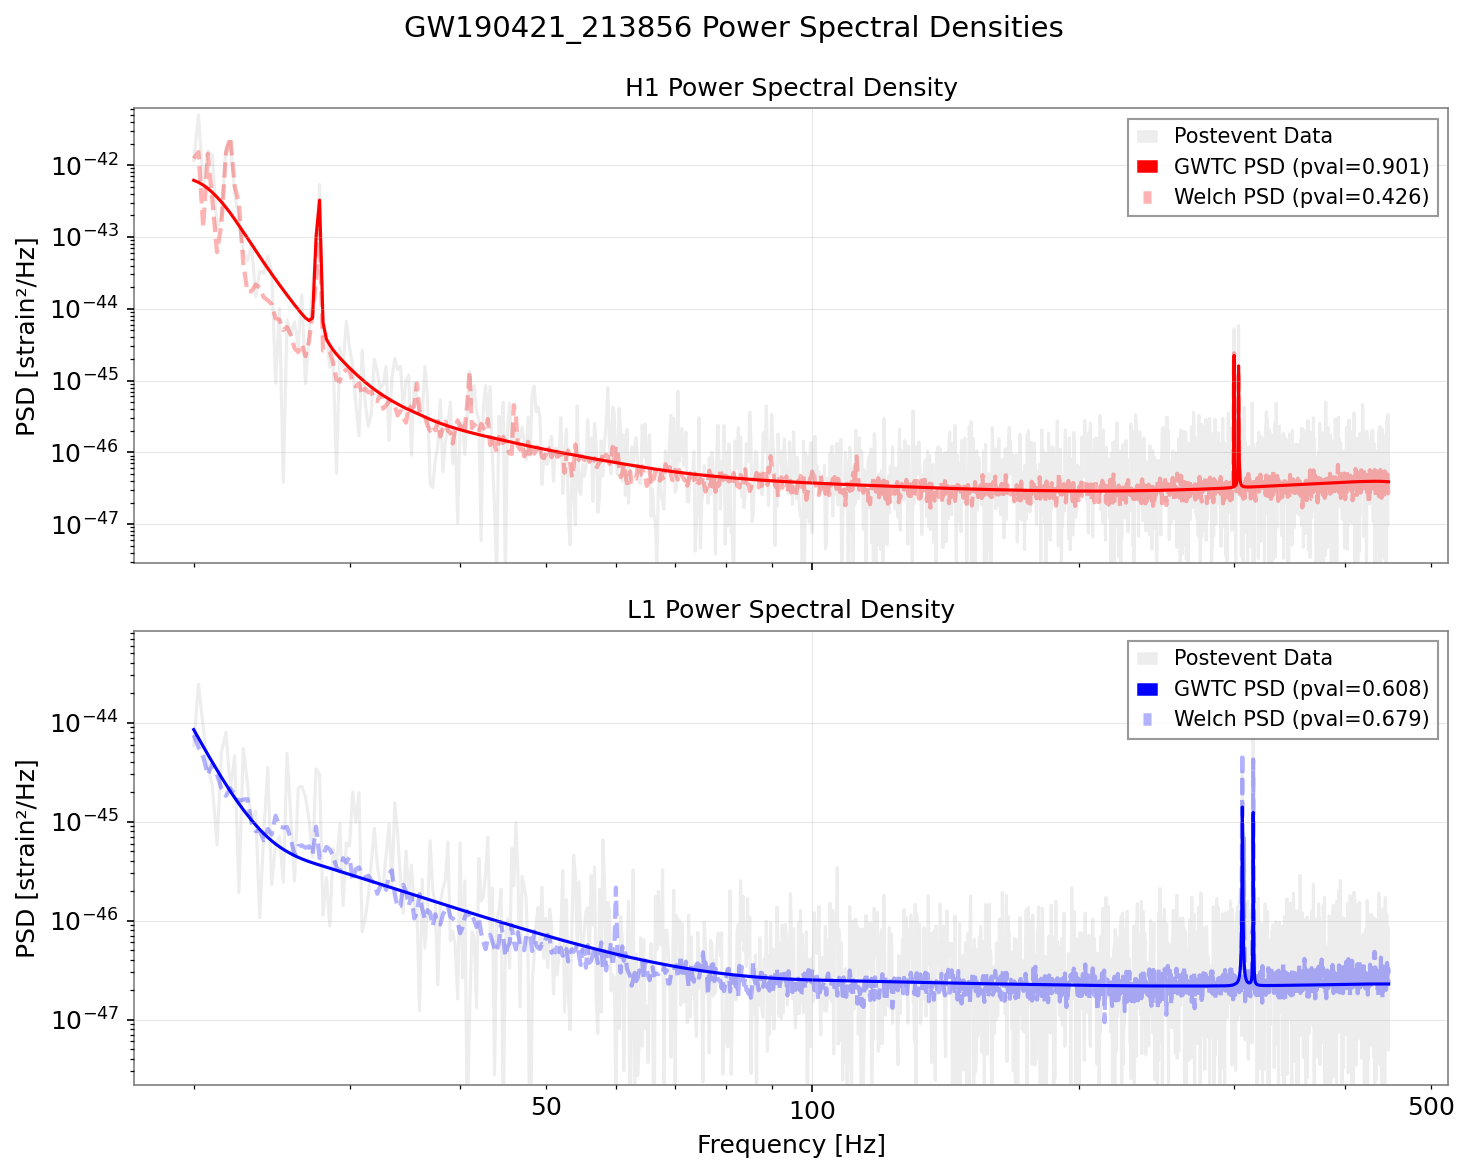 GW190421_213856 Power Spectral Densities
H1 Power Spectral Density
Postevent Data
GWTC PSD (pval=0.901)
Welch PSD (pval=0.426)
10⁻⁴²
10⁻⁴³
10⁻⁴⁴
10⁻⁴⁵
10⁻⁴⁶
10⁻⁴⁷
PSD [strain²/Hz]
L1 Power Spectral Density
Postevent Data
GWTC PSD (pval=0.608)
Welch PSD (pval=0.679)
10⁻⁴⁴
10⁻⁴⁵
10⁻⁴⁶
10⁻⁴⁷
PSD [strain²/Hz]
50 100 500
Frequency [Hz]